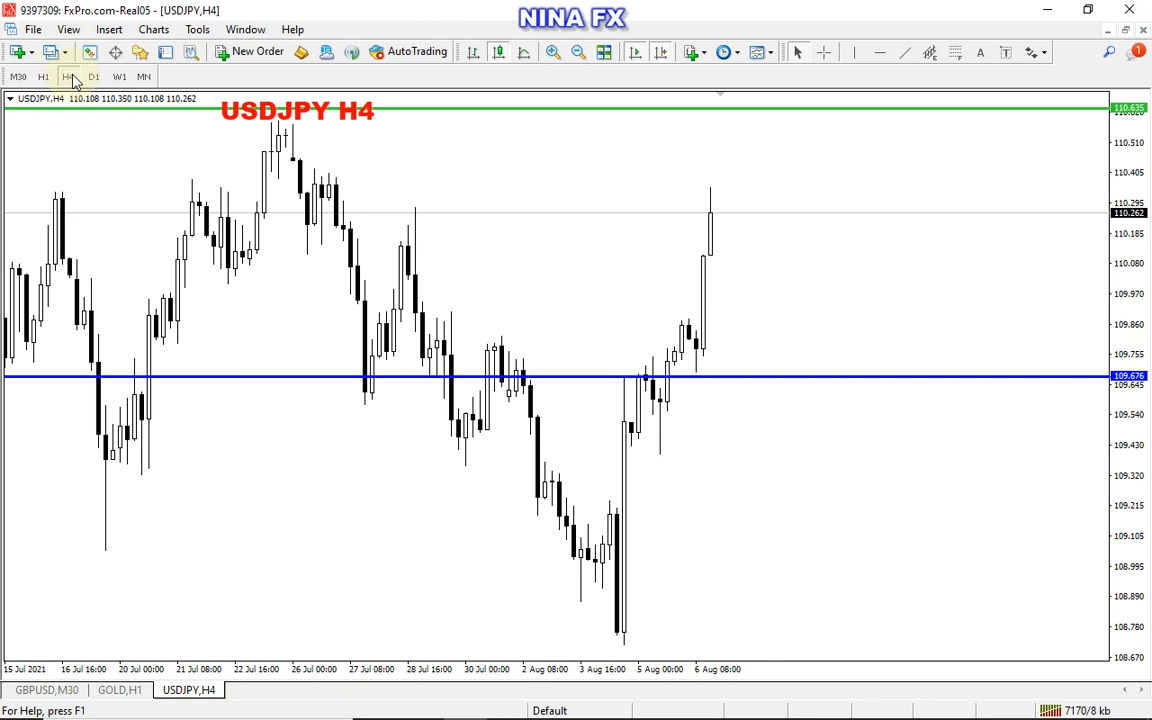 9397309: FxPro.com-Real05 - [USDJPY,H4]
NINA FX
File View Insert Charts Tools Window Help
New Order AutoTrading
M30 H1 H4 D1 W1 MN
USDJPY,H4 110.108 110.350 110.108 110.262
USDJPY H4
110.635
110.510
110.405
110.295
110.262
110.185
110.080
109.970
109.860
109.755
109.676
109.645
109.540
109.430
109.320
109.215
109.105
108.995
108.890
108.780
108.670
15 Jul 2021 16 Jul 16:00 20 Jul 00:00 21 Jul 08:00 22 Jul 16:00 26 Jul 00:00 27 Jul 08:00 28 Jul 16:00 30 Jul 00:00 2 Aug 08:00 3 Aug 16:00 5 Aug 00:00 6 Aug 08:00
GBPUSD,M30 GOLD,H1 USDJPY,H4
For Help, press F1 Default 7170/8 kb